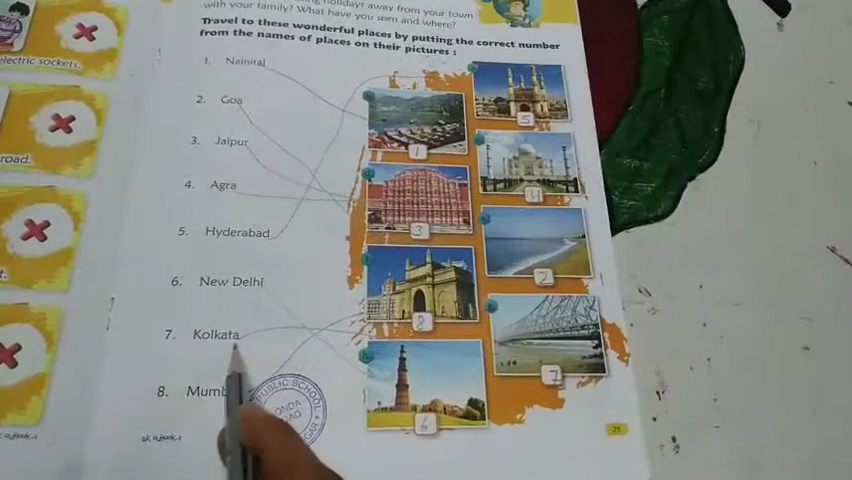 holidays away from your town
with your family? What have you seen and where?
Travel to these wonderful places by putting the correct number
from the names of places on their pictures :
1. Nainital
2. Goa
3. Jaipur
4. Agra
5. Hyderabad
6. New Delhi
7. Kolkata
8. Mum
5
1
4
3
2
2
7
6
electric sockets.
road.
PUBLIC SCHOOL
25